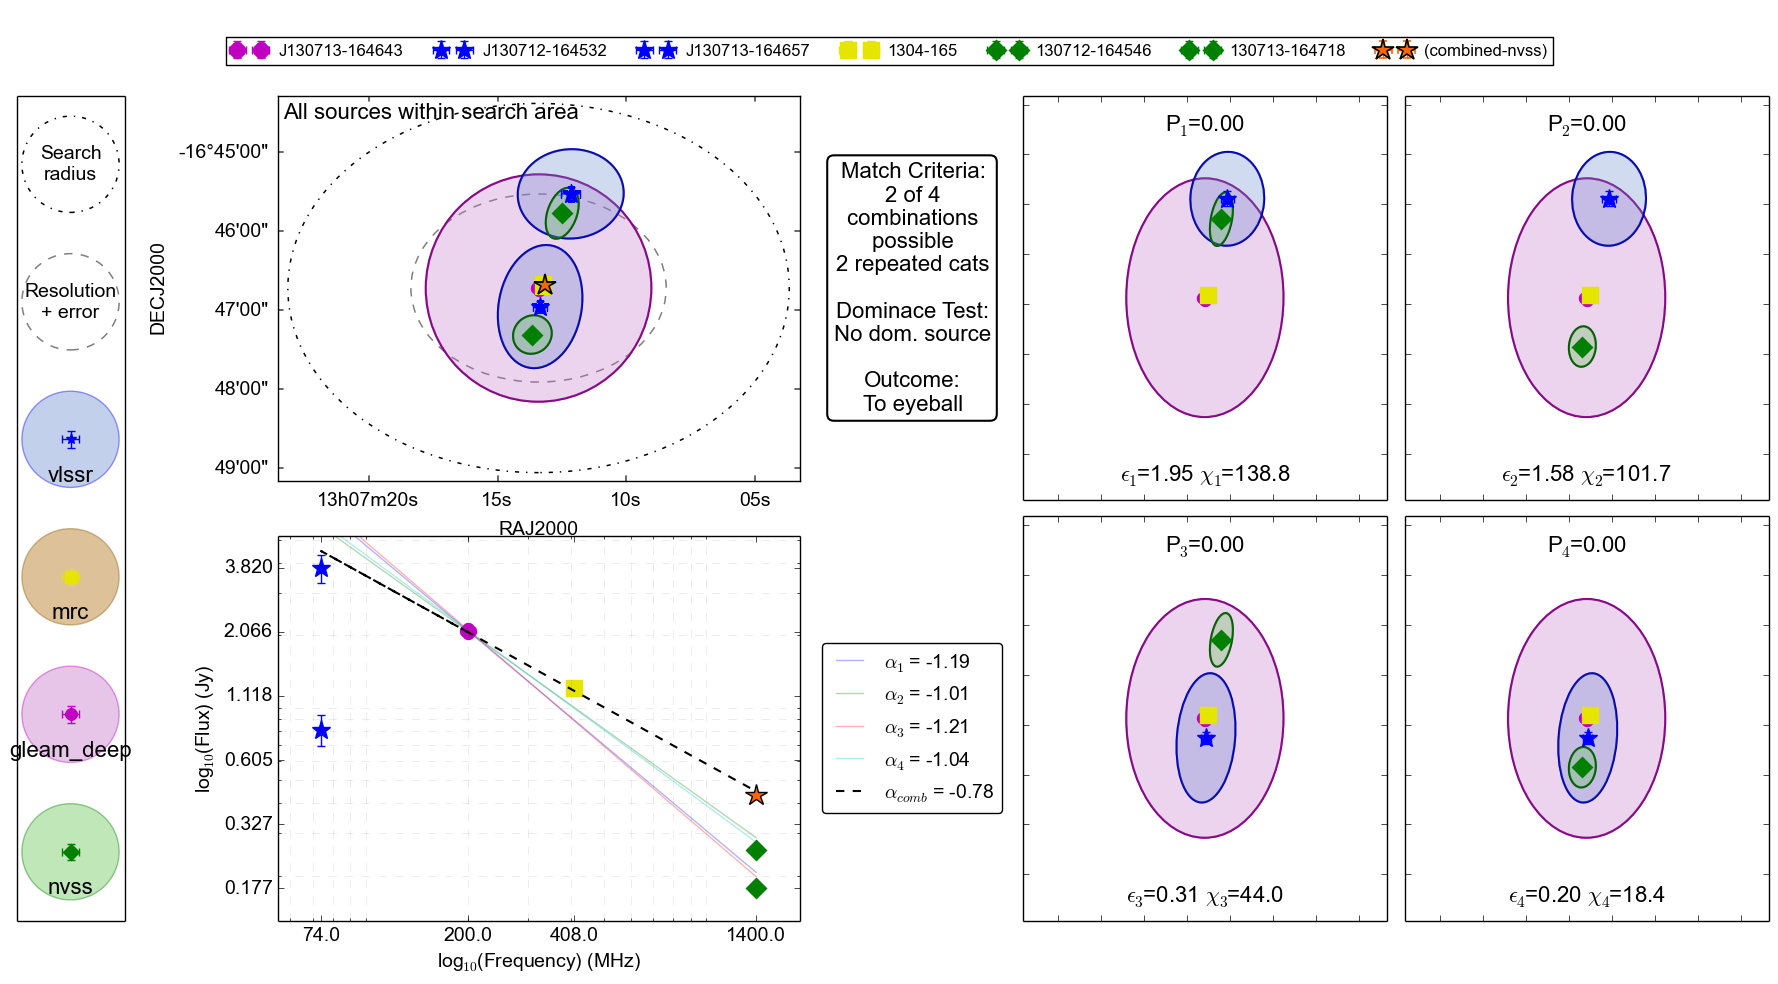 J130713-164643 J130712-164532 J130713-164657 1304-165 130712-164546 130713-164718 (combined-nvss)
Search
radius
Resolution
+ error
vlssr
mrc
gleam_deep
nvss
All sources within search area
DECJ2000
-16°45'00"
46'00"
47'00"
48'00"
49'00"
13h07m20s 15s 10s 05s
RAJ2000
Match Criteria:
2 of 4
combinations
possible
2 repeated cats
Dominace Test:
No dom. source
Outcome:
To eyeball
P1=0.00
ϵ1=1.95 χ1=138.8
P2=0.00
ϵ2=1.58 χ2=101.7
log10(Flux) (Jy)
3.820
2.066
1.118
0.605
0.327
0.177
74.0 200.0 408.0 1400.0
log10(Frequency) (MHz)
α1 = -1.19
α2 = -1.01
α3 = -1.21
α4 = -1.04
αcomb = -0.78
P3=0.00
ϵ3=0.31 χ3=44.0
P4=0.00
ϵ4=0.20 χ4=18.4